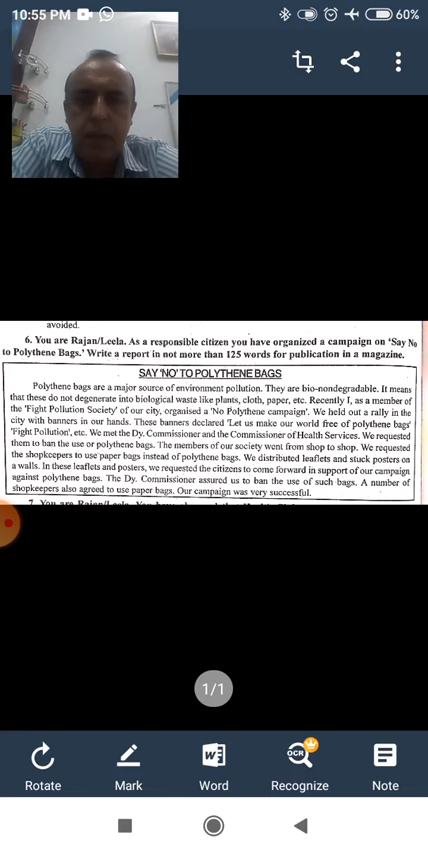 10:55 PM
60%
avoided.
6. You are Rajan/Leela. As a responsible citizen you have organized a campaign on 'Say No
to Polythene Bags.' Write a report in not more than 125 words for publication in a magazine.
SAY 'NO' TO POLYTHENE BAGS
Polythene bags are a major source of environment pollution. They are bio-nondegradable. It means
that these do not degenerate into biological waste like plants, cloth, paper, etc. Recently I, as a member of
the 'Fight Pollution Society' of our city, organised a 'No Polythene campaign'. We held out a rally in the
city with banners in our hands. These banners declared 'Let us make our world free of polythene bags'
'Fight Pollution', etc. We met the Dy. Commissioner and the Commissioner of Health Services. We requested
them to ban the use or polythene bags. The members of our society went from shop to shop. We requested
the shopkeepers to use paper bags instead of polythene bags. We distributed leaflets and stuck posters on
a walls. In these leaflets and posters, we requested the citizens to come forward in support of our campaign
against polythene bags. The Dy. Commissioner assured us to ban the use of such bags. A number of
shopkeepers also agreed to use paper bags. Our campaign was very successful.
7. You are Rajan/Leela. You
1/1
W
OCR
Rotate Mark Word Recognize Note